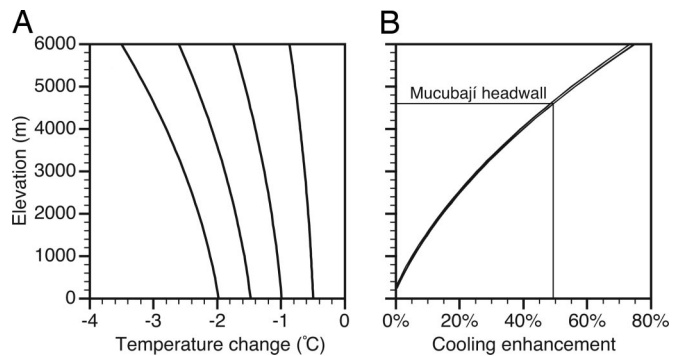 A
B
6000
5000
4000
3000
2000
1000
0
Elevation (m)
-4 -3 -2 -1 0
Temperature change (˚C)
Mucubají headwall
0% 20% 40% 60% 80%
Cooling enhancement